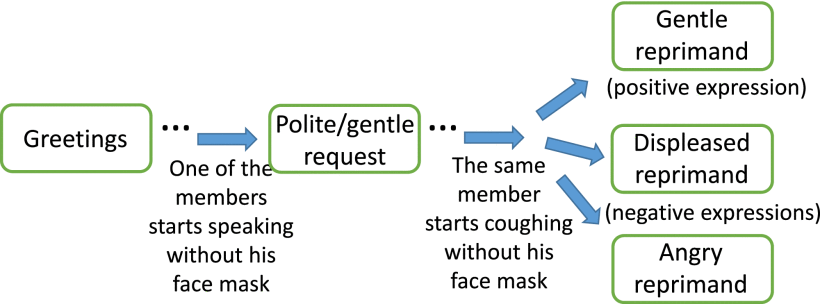 Greetings
...
One of the
members
starts speaking
without his
face mask
Polite/gentle
request
...
The same
member
starts coughing
without his
face mask
Gentle
reprimand
(positive expression)
Displeased
reprimand
(negative expressions)
Angry
reprimand